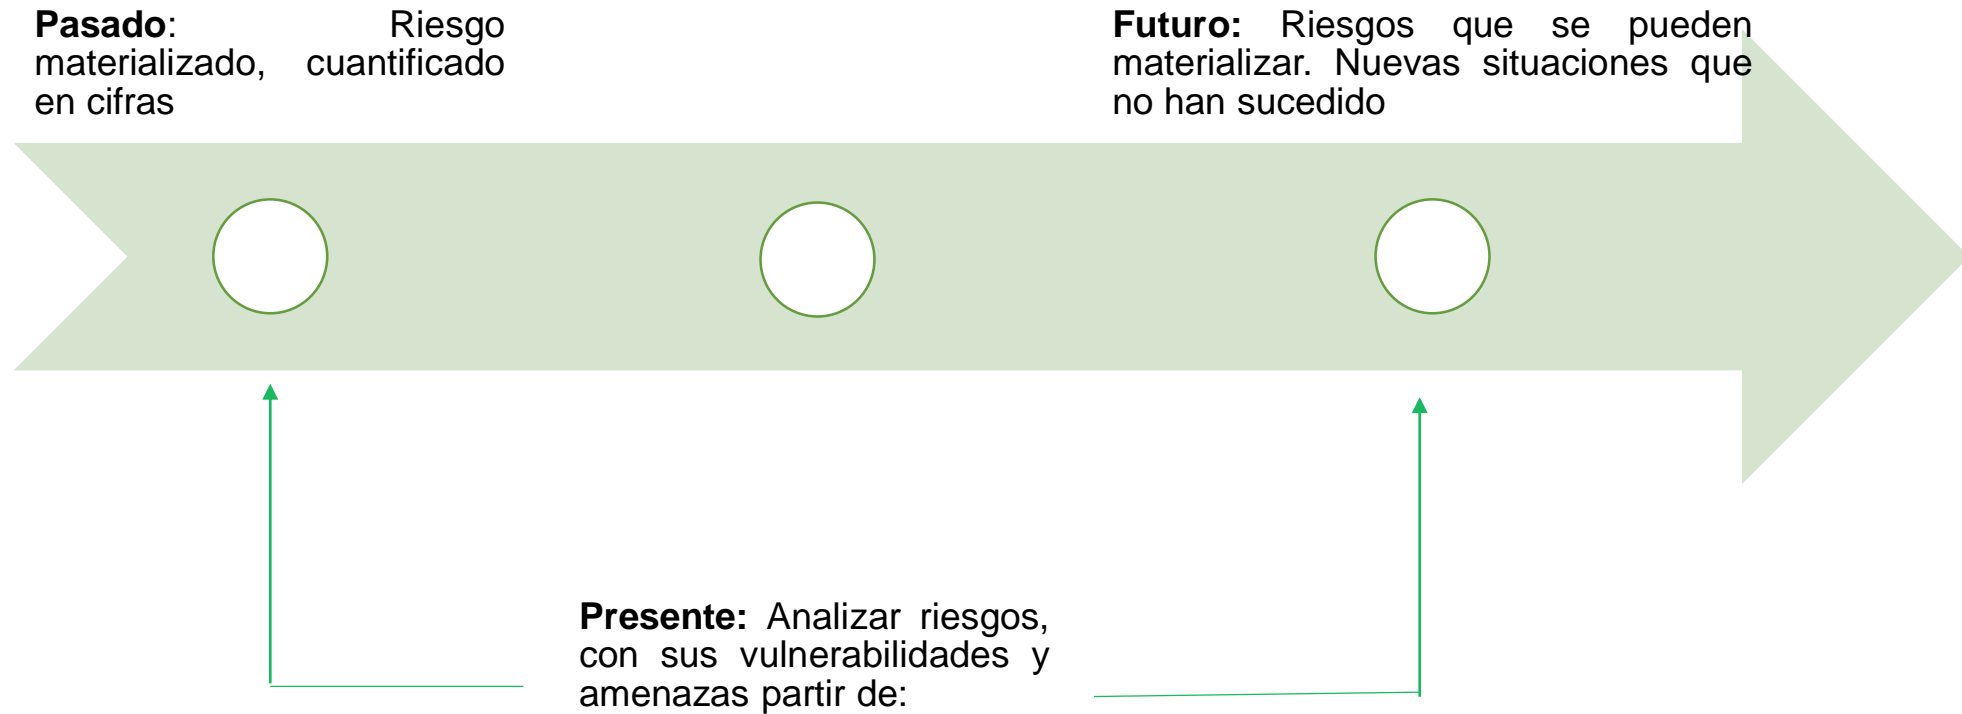 Pasado: Riesgo
materializado, cuantificado
en cifras
Futuro: Riesgos que se pueden
materializar. Nuevas situaciones que
no han sucedido
Presente: Analizar riesgos,
con sus vulnerabilidades y
amenazas partir de: